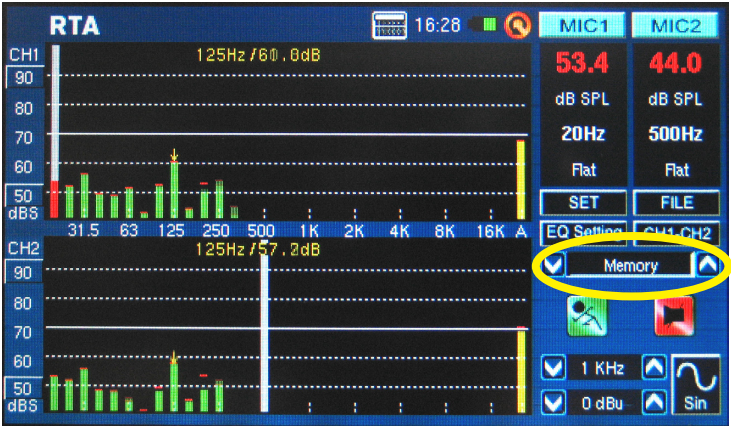 RTA 16:28
MIC1 MIC2
CH1 125Hz/60.0dB
90
80
70
60
50
dBS
53.4 44.0
dB SPL dB SPL
20Hz 500Hz
Flat Flat
SET FILE
31.5 63 125 250 500 1K 2K 4K 8K 16K A
EQ Setting CH1-CH2
CH2 125Hz/57.2dB
90
80
70
60
50
dBS
Memory
1 KHz
0 dBu Sin